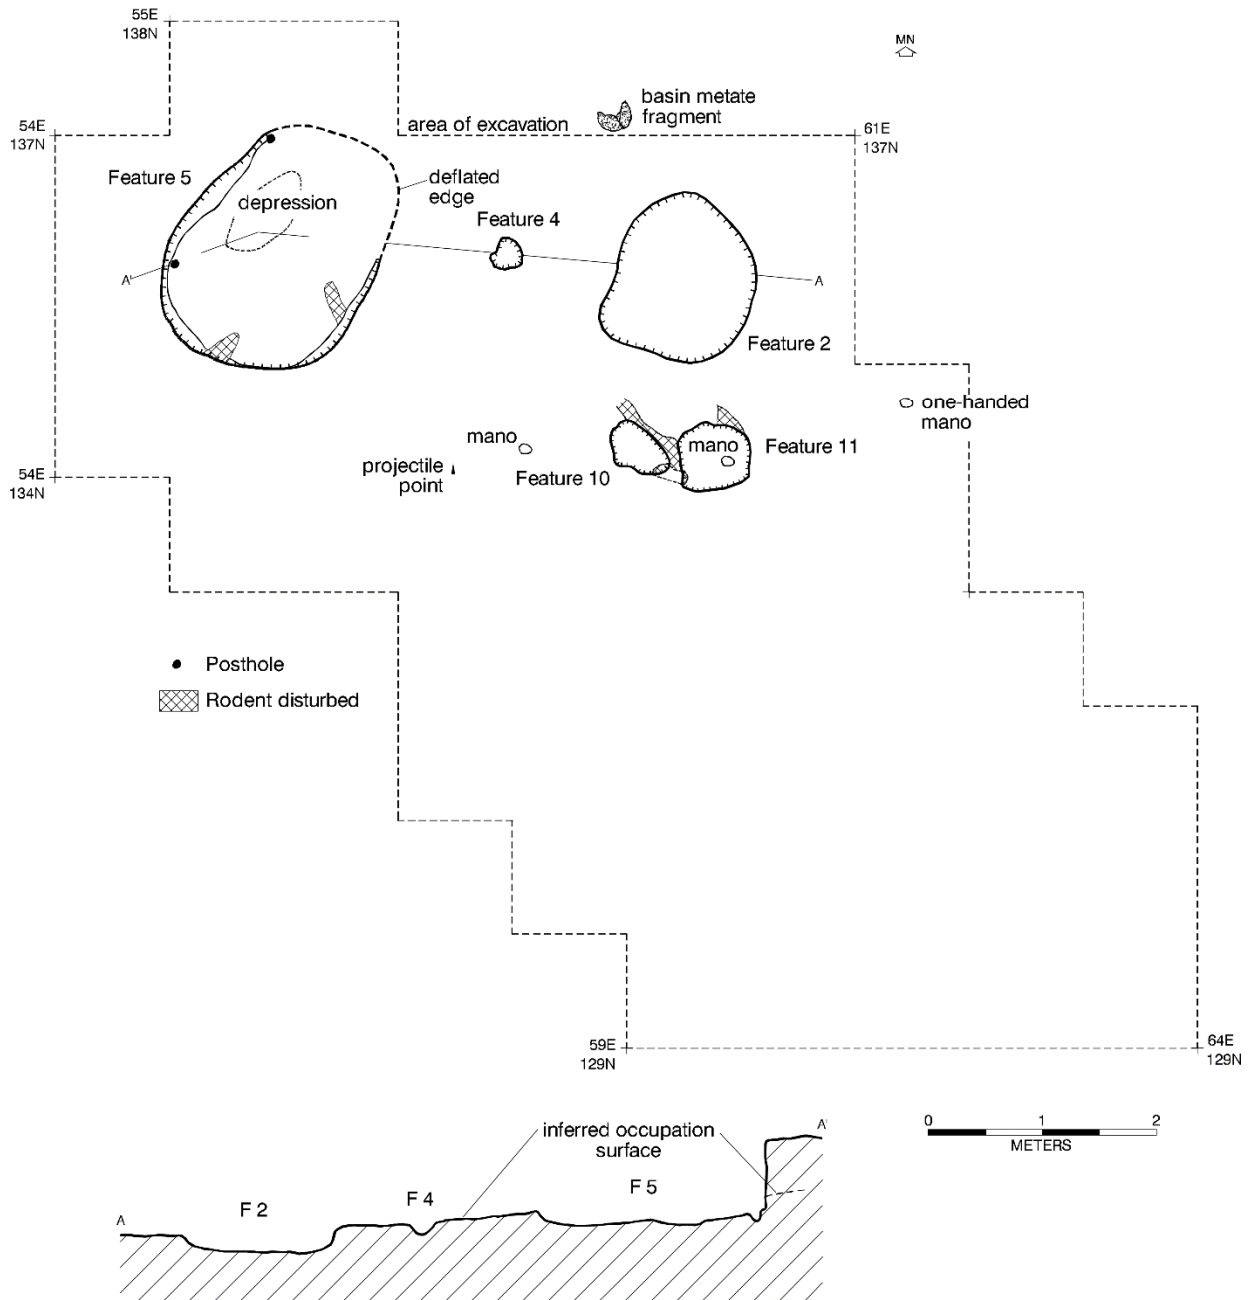 55E
138N
MN
basin metate
fragment
54E
137N
area of excavation
61E
137N
Feature 5
deflated
edge
depression
Feature 4
A'
A
Feature 2
one-handed
mano
mano
mano
Feature 11
projectile
point
Feature 10
54E
134N
Posthole
Rodent disturbed
59E
129N
64E
129N
0 1 2
METERS
A'
inferred occupation
surface
F 2
F 4
F 5
A